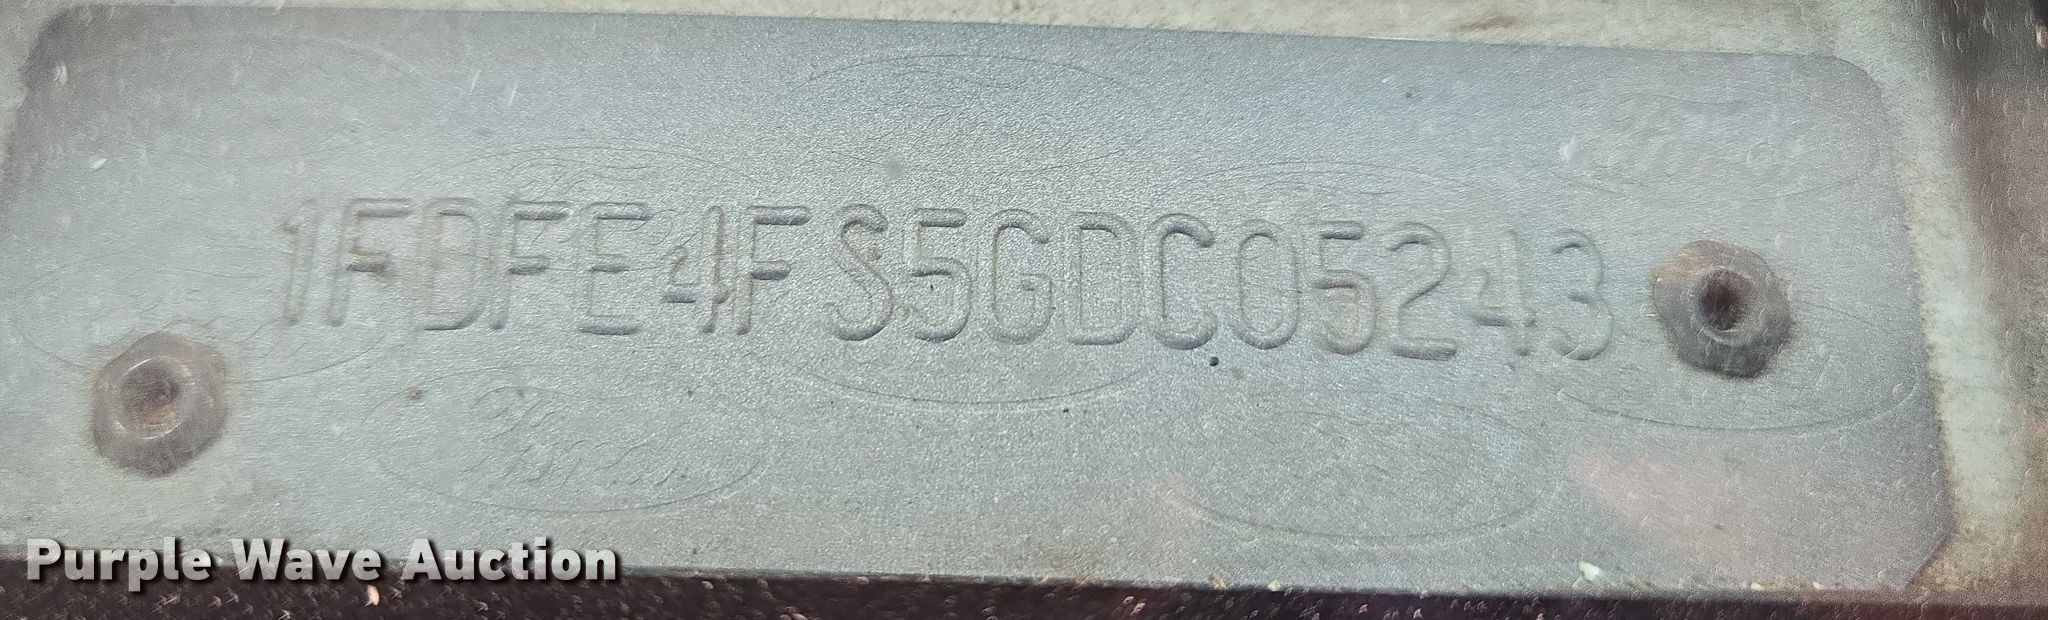 1FDFE4FS5GDC05243
Purple Wave Auction